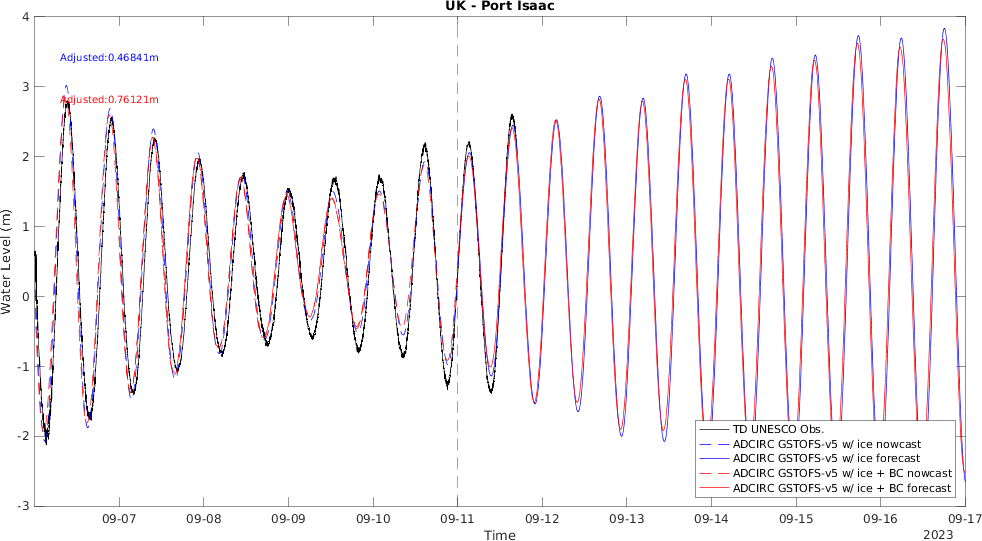 UK - Port Isaac
Adjusted:0.46841m
Adjusted:0.76121m
Water Level (m)
4
3
2
1
0
-1
-2
-3
TD UNESCO Obs.
ADCIRC GSTOFS-v5 w/ ice nowcast
ADCIRC GSTOFS-v5 w/ ice forecast
ADCIRC GSTOFS-v5 w/ ice + BC nowcast
ADCIRC GSTOFS-v5 w/ ice + BC forecast
09-07 09-08 09-09 09-10 09-11 09-12 09-13 09-14 09-15 09-16 09-17
Time
2023